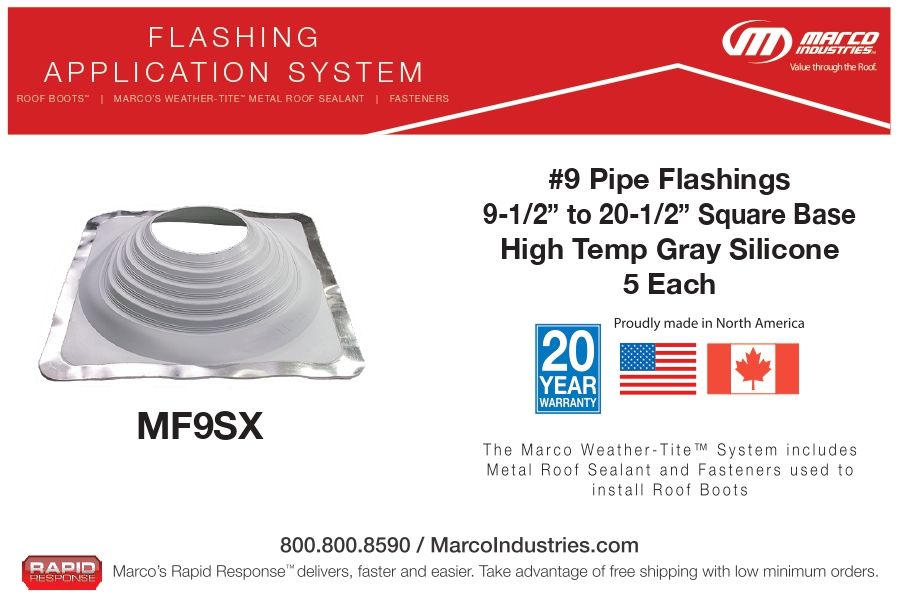 FLASHING
APPLICATION SYSTEM
ROOF BOOTS™ | MARCO'S WEATHER-TITE™ METAL ROOF SEALANT | FASTENERS
MARCO
INDUSTRIES™
Value through the Roof.
#9 Pipe Flashings
9-1/2” to 20-1/2” Square Base
High Temp Gray Silicone
5 Each
Proudly made in North America
20
YEAR
WARRANTY
MF9SX
The Marco Weather-Tite™ System includes
Metal Roof Sealant and Fasteners used to
install Roof Boots
800.800.8590 / MarcoIndustries.com
RAPID
RESPONSE
Marco's Rapid Response™ delivers, faster and easier. Take advantage of free shipping with low minimum orders.